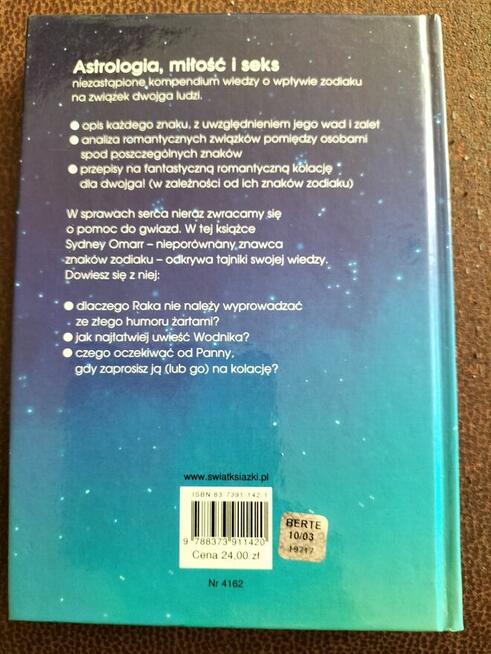 Astrologia, miłość i seks
niezastąpione kompendium wiedzy o wpływie zodiaku
na związek dwojga ludzi.
● opis każdego znaku, z uwzględnieniem jego wad i zalet
● analiza romantycznych związków pomiędzy osobami
spod poszczególnych znaków
● przepisy na fantastyczną romantyczną kolację
dla dwojga! (w zależności od ich znaków zodiaku)
W sprawach serca nieraz zwracamy się
o pomoc do gwiazd. W tej książce
Sydney Omarr – nieporównany znawca
znaków zodiaku – odkrywa tajniki swojej wiedzy.
Dowiesz się z niej:
● dlaczego Raka nie należy wyprowadzać
ze złego humoru żartami?
● jak najłatwiej uwieść Wodnika?
● czego oczekiwać od Panny,
gdy zaprosisz ją (lub go) na kolację?
www.swiatksiazki.pl
ISBN 83-7391-142-1
9 788373 911420
Cena 24,00 zł
BERTE
10/03
19217
Nr 4162